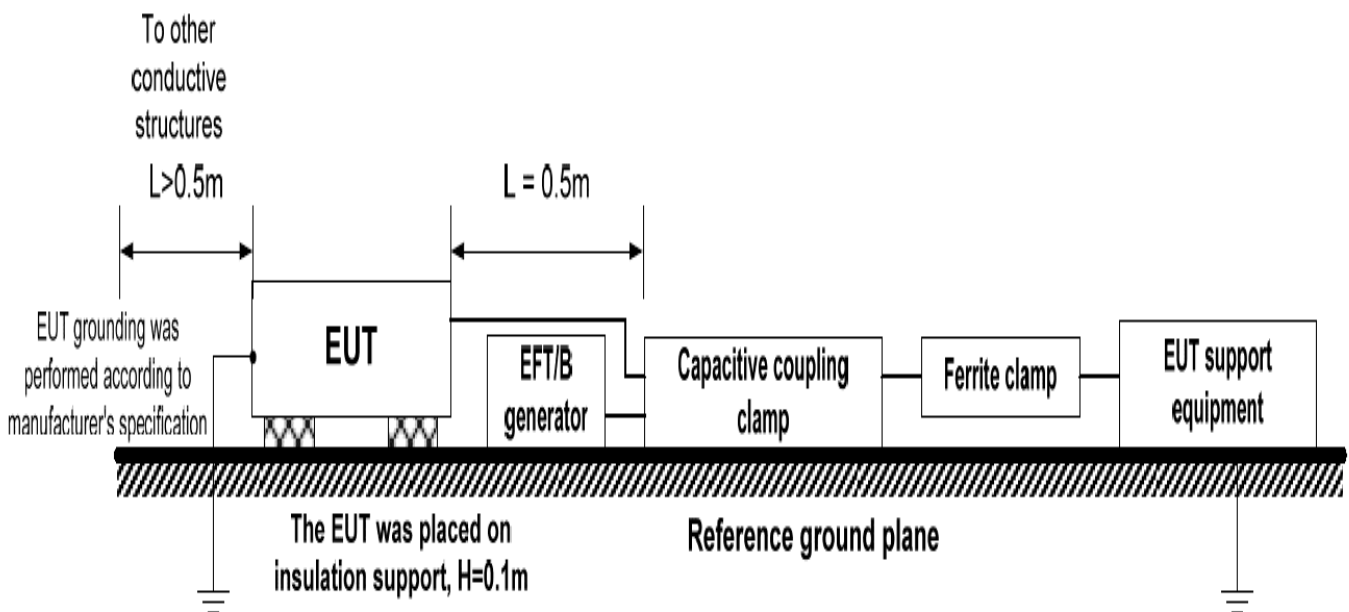 To other
conductive
structures
L>0.5m
L = 0.5m
EUT grounding was
performed according to
manufacturer's specification
EUT
EFT/B
generator
Capacitive coupling
clamp
Ferrite clamp
EUT support
equipment
The EUT was placed on
insulation support, H=0.1m
Reference ground plane